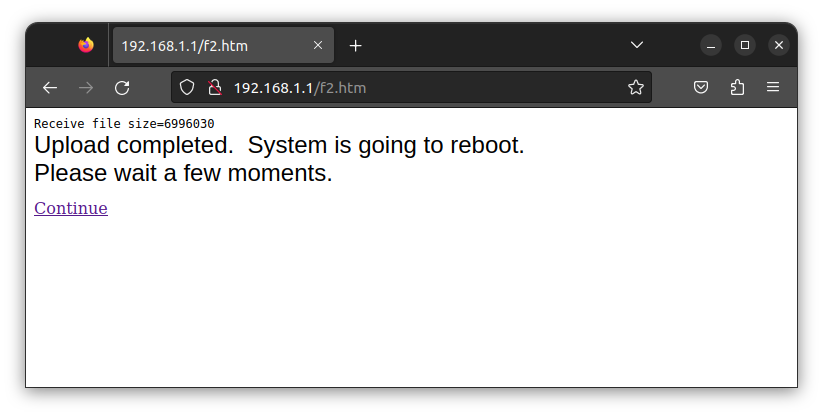 192.168.1.1/f2.htm
192.168.1.1/f2.htm
Receive file size=6996030
Upload completed.  System is going to reboot.
Please wait a few moments.
Continue